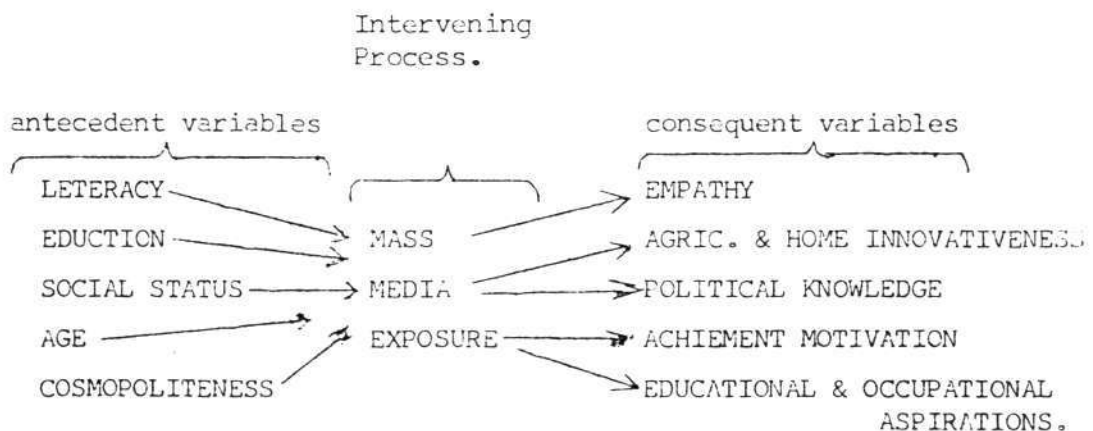 Intervening
Process.
antecedent variables
consequent variables
LETERACY
EMPATHY
EDUCTION
MASS
AGRIC. & HOME INNOVATIVENESS
SOCIAL STATUS
MEDIA
POLITICAL KNOWLEDGE
AGE
EXPOSURE
ACHIEMENT MOTIVATION
COSMOPOLITENESS
EDUCATIONAL & OCCUPATIONAL
ASPIRATIONS.